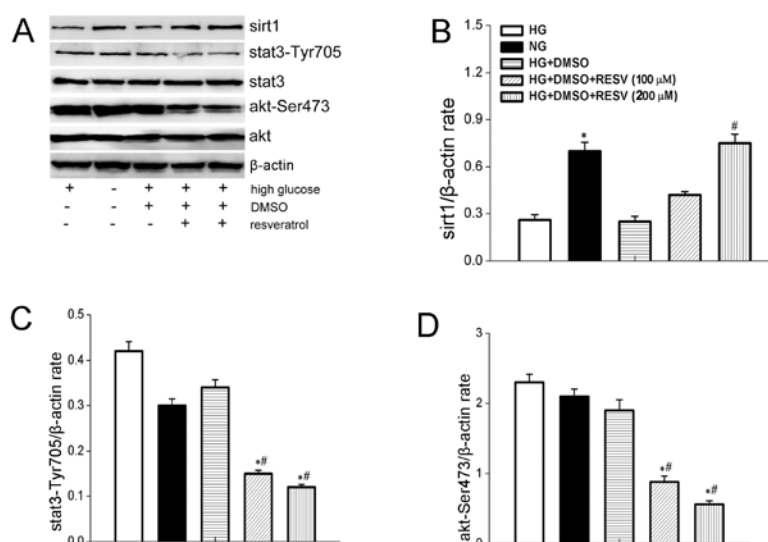 A
sirt1
stat3-Tyr705
stat3
akt-Ser473
akt
β-actin
+ - + + + high glucose
- - + + + DMSO
- - - + + resveratrol
B
HG
NG
HG+DMSO
HG+DMSO+RESV (100 μM)
HG+DMSO+RESV (200 μM)
sirt1/β-actin rate
1.5
1.2
0.9
0.6
0.3
0.0
*
#
C
stat3-Tyr705/β-actin rate
0.5
0.4
0.3
0.2
0.1
0.0
*#
*#
D
akt-Ser473/β-actin rate
3
2
1
0
*#
*#